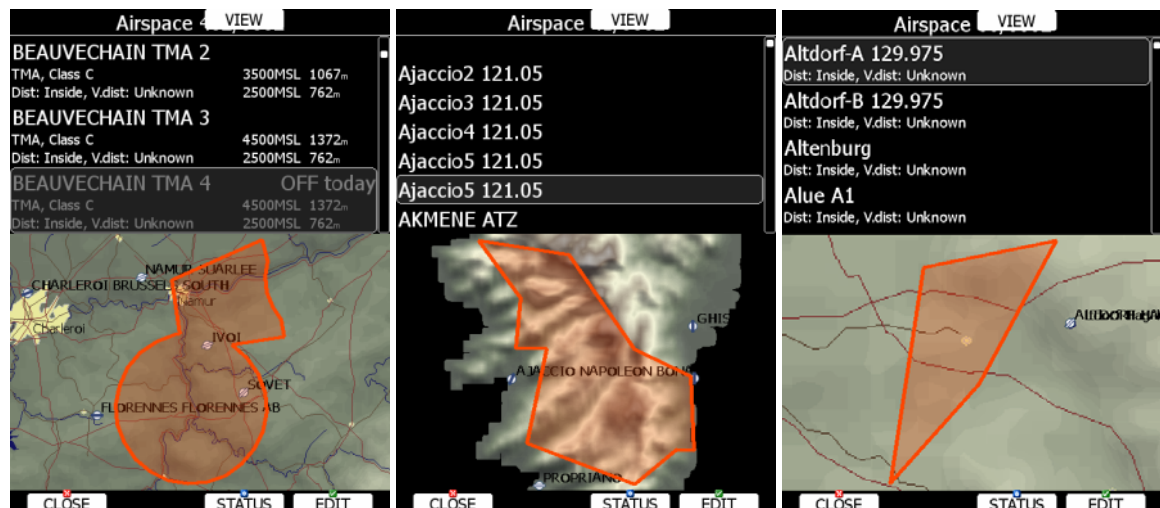 Airspace
VIEW
BEAUVECHAIN TMA 2
TMA, Class C 3500MSL 1067m
Dist: Inside, V.dist: Unknown 2500MSL 762m
BEAUVECHAIN TMA 3
TMA, Class C 4500MSL 1372m
Dist: Inside, V.dist: Unknown 2500MSL 762m
BEAUVECHAIN TMA 4 OFF today
TMA, Class C 4500MSL 1372m
Dist: Inside, V.dist: Unknown 2500MSL 762m
NAMUR SUARLEE
CHARLEROI BRUSSELS SOUTH
Namur
Charleroi
IVOI
SOVET
FLORENNES FLORENNES AB
CLOSE STATUS EDIT
Airspace
VIEW
Ajaccio2 121.05
Ajaccio3 121.05
Ajaccio4 121.05
Ajaccio5 121.05
Ajaccio5 121.05
AKMENE ATZ
GHIS
AJACCIO NAPOLEON BONA
PROPRIANO
CLOSE STATUS EDIT
Airspace
VIEW
Altdorf-A 129.975
Dist: Inside, V.dist: Unknown
Altdorf-B 129.975
Dist: Inside, V.dist: Unknown
Altenburg
Dist: Inside, V.dist: Unknown
Alue A1
Dist: Inside, V.dist: Unknown
CLOSE STATUS EDIT